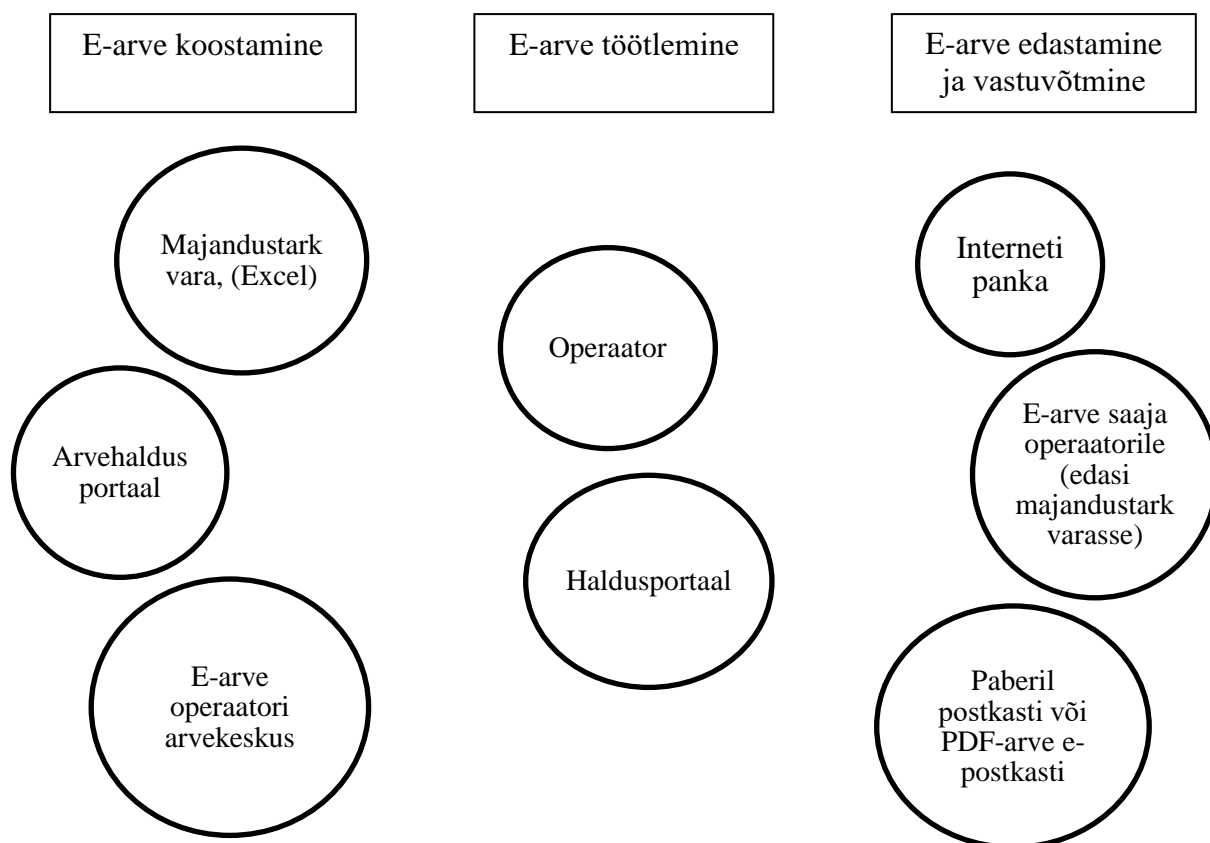 E-arve koostamine
E-arve töötlemine
E-arve edastamine
ja vastuvõtmine
Majandustark
vara, (Excel)
Arvehaldus
portaal
E-arve
operaatori
arvekeskus
Operaator
Haldusportaal
Interneti
panka
E-arve saaja
operaatorile
(edasi
majandustark
varasse)
Paberil
postkasti või
PDF-arve e-
postkasti